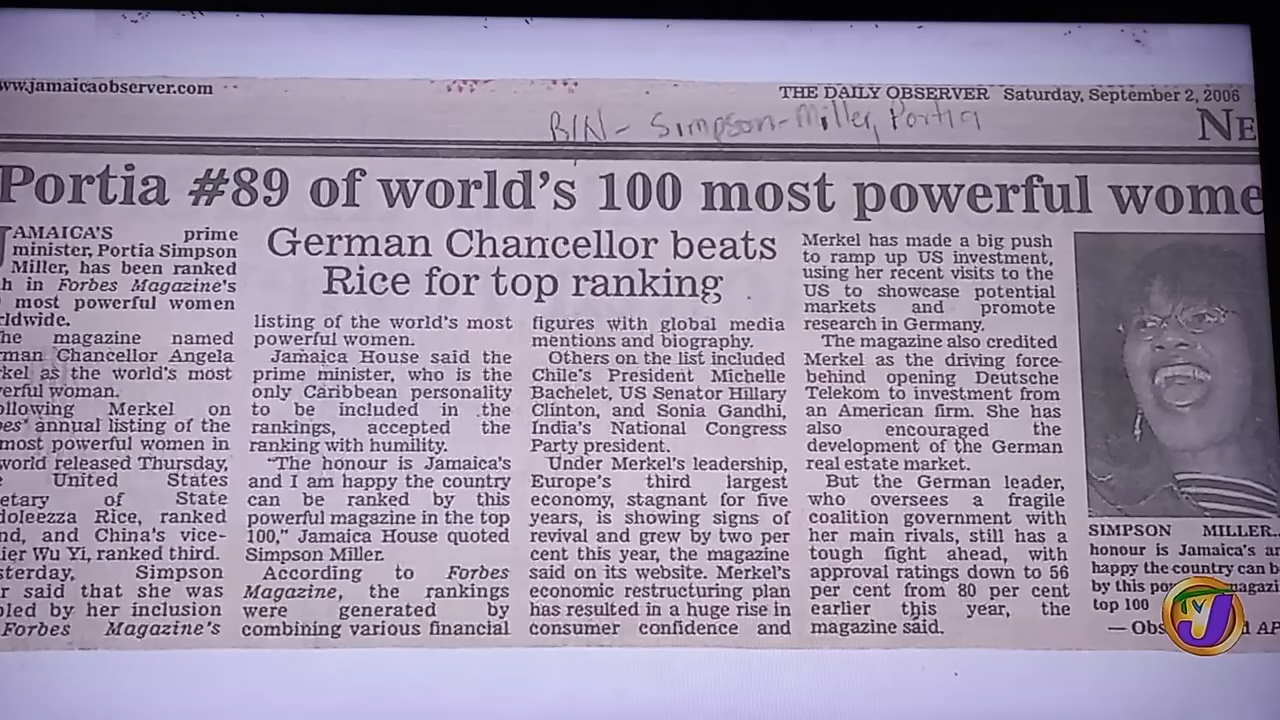 ww.jamaicaobserver.com
THE DAILY OBSERVER Saturday, September 2, 2006
BIN - Simpson-Miller, Portia
NE
Portia #89 of world's 100 most powerful wome
JAMAICA'S prime
minister, Portia Simpson
Miller, has been ranked
h in Forbes Magazine's
most powerful women
rldwide.
he magazine named
rman Chancellor Angela
rkel as the world's most
verful woman.
ollowing Merkel on
bes' annual listing of the
most powerful women in
world released Thursday,
e United States
etary of State
doleezza Rice, ranked
nd, and China's vice-
ier Wu Yi, ranked third.
sterday, Simpson
r said that she was
bled by her inclusion
Forbes Magazine's
German Chancellor beats
Rice for top ranking
listing of the world's most
powerful women.
Jamaica House said the
prime minister, who is the
only Caribbean personality
to be included in the
rankings, accepted the
ranking with humility.
"The honour is Jamaica's
and I am happy the country
can be ranked by this
powerful magazine in the top
100," Jamaica House quoted
Simpson Miller.
According to Forbes
Magazine, the rankings
were generated by
combining various financial
figures with global media
mentions and biography.
Others on the list included
Chile's President Michelle
Bachelet, US Senator Hillary
Clinton, and Sonia Gandhi,
India's National Congress
Party president.
Under Merkel's leadership,
Europe's third largest
economy, stagnant for five
years, is showing signs of
revival and grew by two per
cent this year, the magazine
said on its website. Merkel's
economic restructuring plan
has resulted in a huge rise in
consumer confidence and
Merkel has made a big push
to ramp up US investment,
using her recent visits to the
US to showcase potential
markets and promote
research in Germany.
The magazine also credited
Merkel as the driving force
behind opening Deutsche
Telekom to investment from
an American firm. She has
also encouraged the
development of the German
real estate market.
But the German leader,
who oversees a fragile
coalition government with
her main rivals, still has a
tough fight ahead, with
approval ratings down to 56
per cent from 80 per cent
earlier this year, the
magazine said.
SIMPSON MILLER..
honour is Jamaica's a
happy the country can b
by this po magazi
top 100
— Obs d AP
TVJ